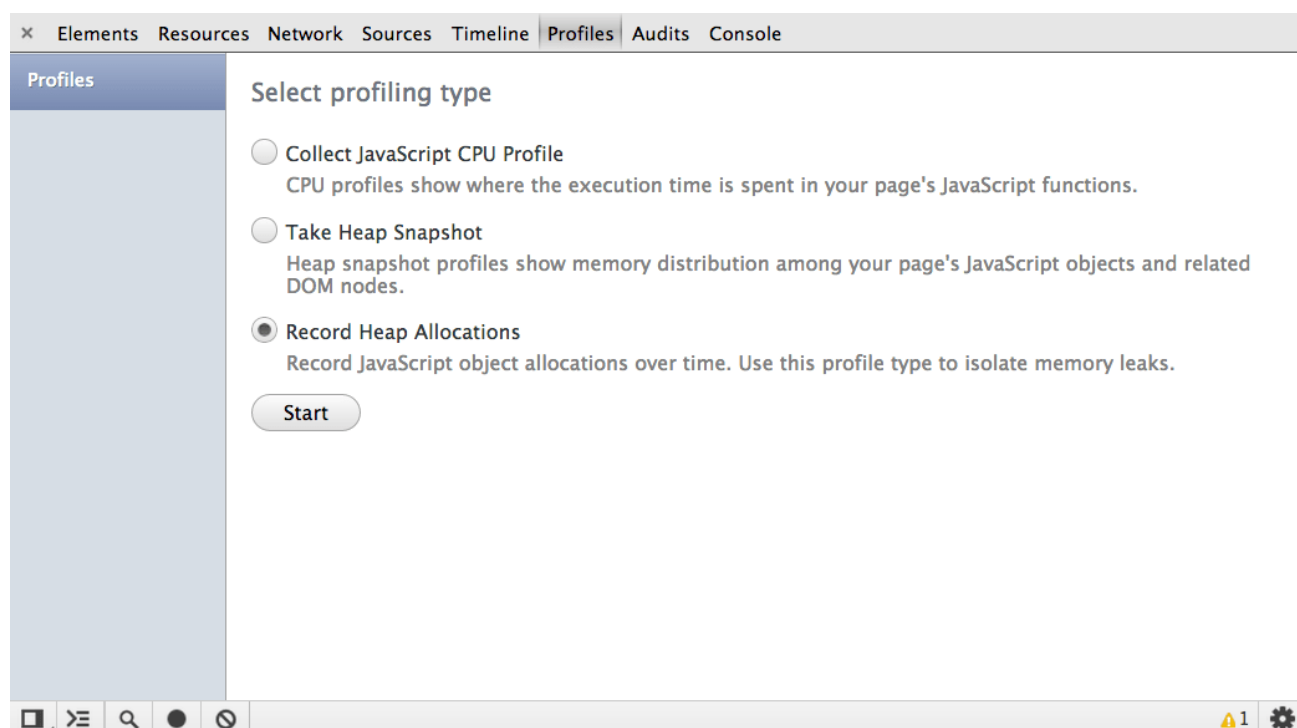 × Elements Resources Network Sources Timeline Profiles Audits Console
Profiles
Select profiling type
Collect JavaScript CPU Profile
CPU profiles show where the execution time is spent in your page's JavaScript functions.
Take Heap Snapshot
Heap snapshot profiles show memory distribution among your page's JavaScript objects and related
DOM nodes.
Record Heap Allocations
Record JavaScript object allocations over time. Use this profile type to isolate memory leaks.
Start
1